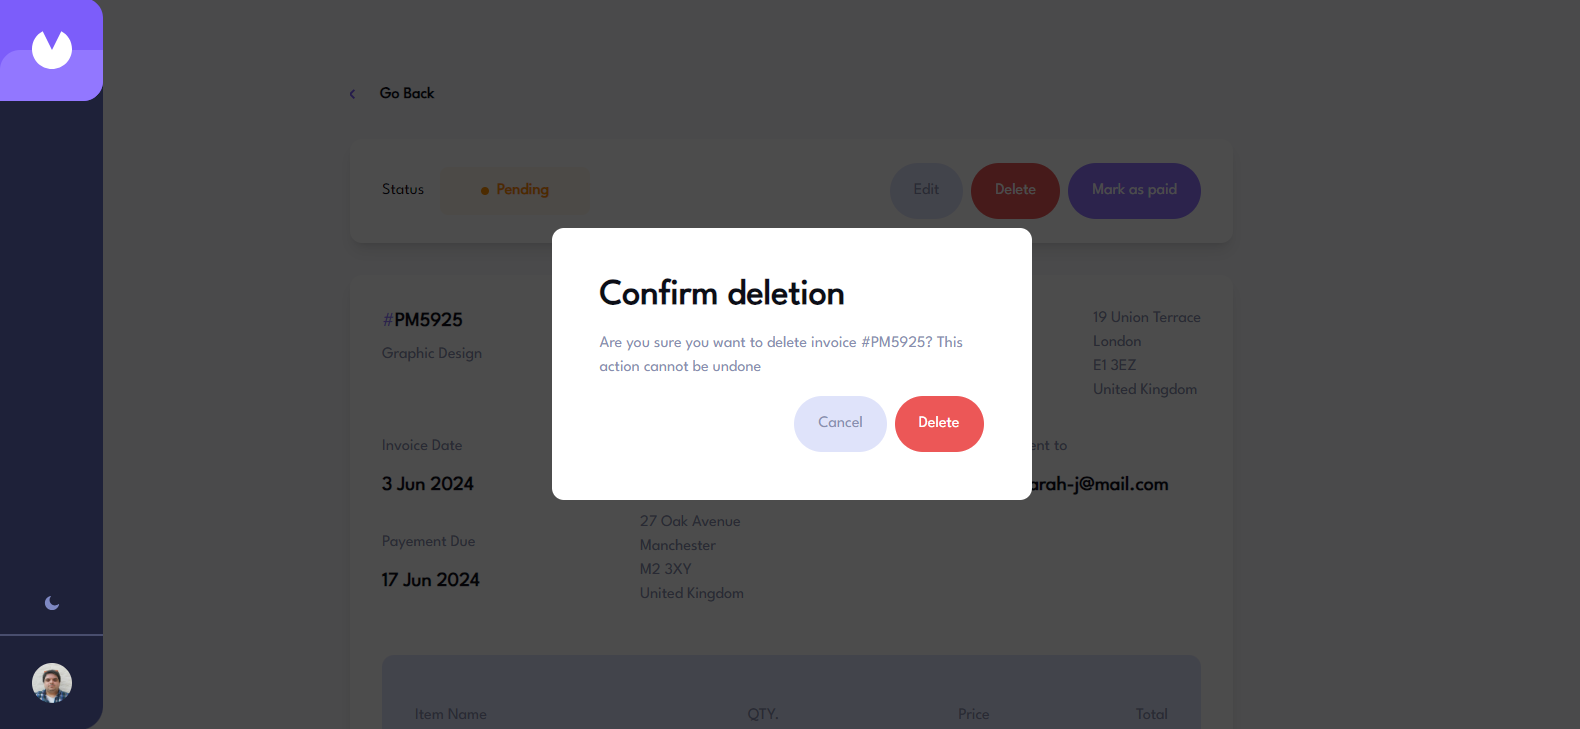 Go Back
Status
Pending
Edit
Delete
Mark as paid
Confirm deletion
Are you sure you want to delete invoice #PM5925? This
action cannot be undone
Cancel
Delete
#PM5925
Graphic Design
19 Union Terrace
London
E1 3EZ
United Kingdom
Invoice Date
3 Jun 2024
Payement Due
17 Jun 2024
27 Oak Avenue
Manchester
M2 3XY
United Kingdom
ent to
arah-j@mail.com
Item Name
QTY.
Price
Total